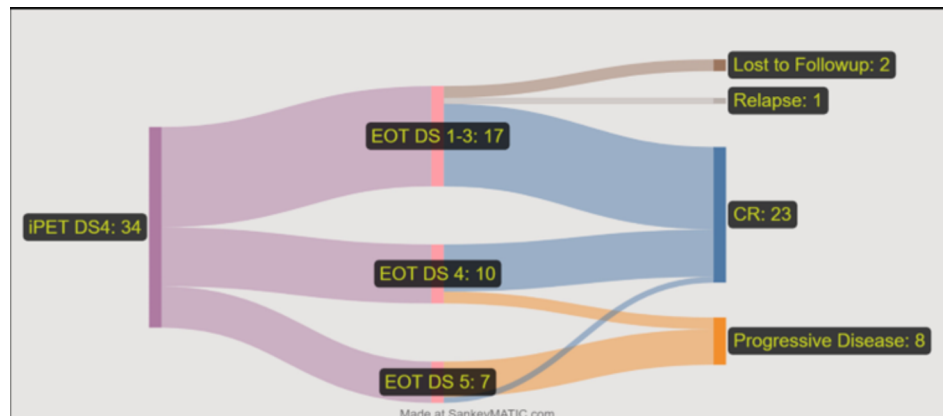 Lost to Followup: 2
Relapse: 1
EOT DS 1-3: 17
CR: 23
iPET DS4: 34
EOT DS 4: 10
Progressive Disease: 8
EOT DS 5: 7
Made at SankeyMATIC.com